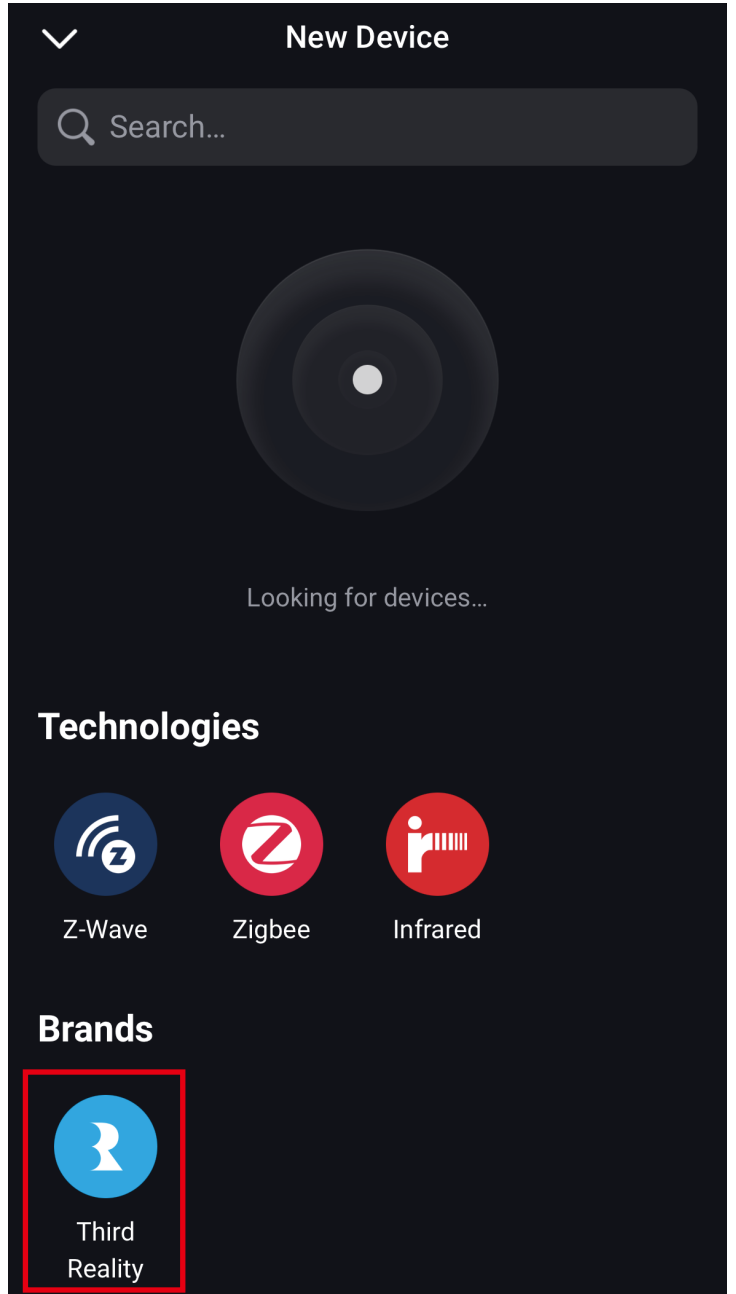 New Device
Search...
Looking for devices...
Technologies
Z-Wave
Zigbee
Infrared
Brands
Third
Reality